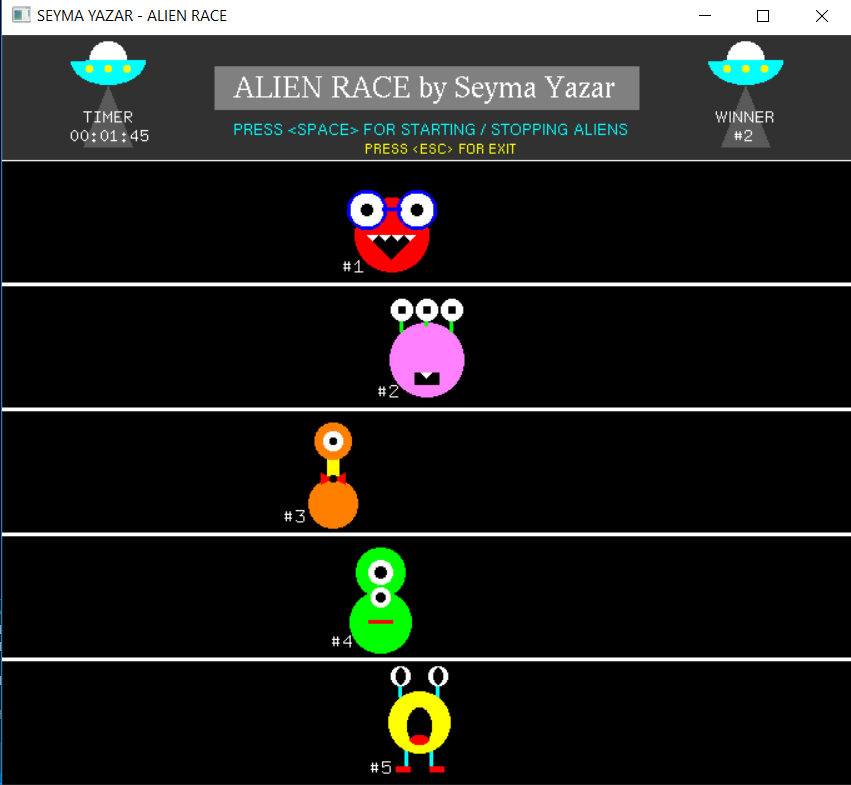 SEYMA YAZAR - ALIEN RACE
ALIEN RACE by Seyma Yazar
TIMER
00:01:45
PRESS <SPACE> FOR STARTING / STOPPING ALIENS
PRESS <ESC> FOR EXIT
WINNER
#2
#1
#2
#3
#4
#5